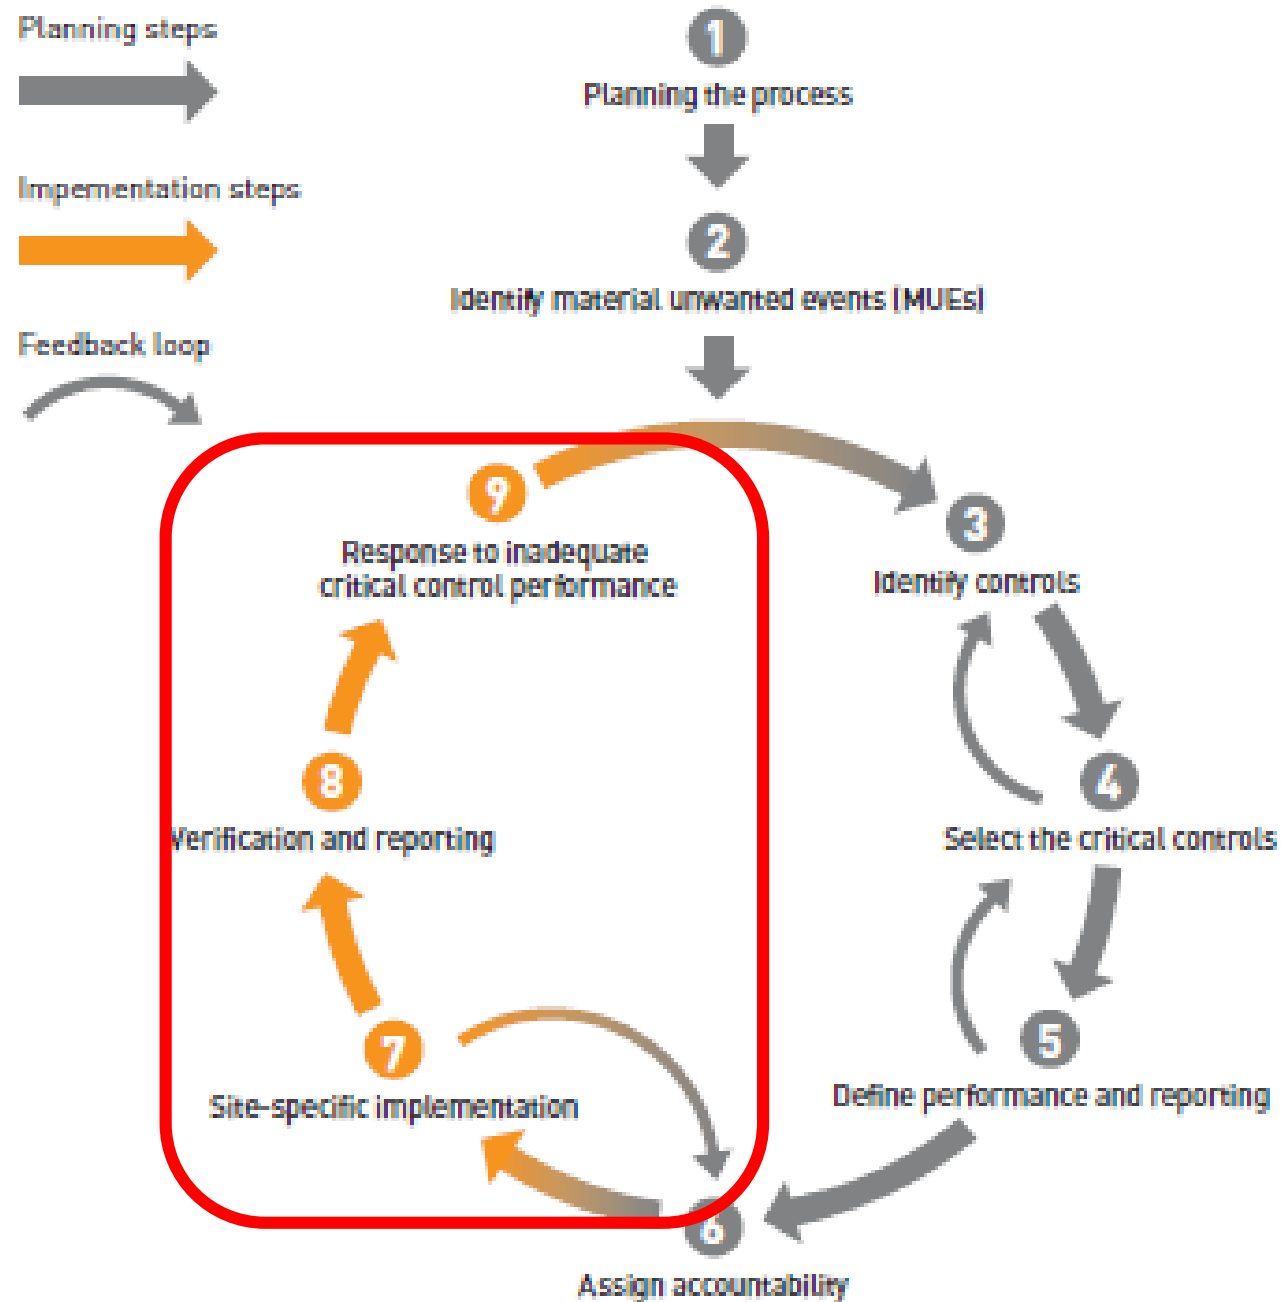 Planning steps
Impementation steps
Feedback loop
1
Planning the process
2
Identify material unwanted events (MUEs)
3
Identify controls
4
Select the critical controls
5
Define performance and reporting
6
Assign accountability
7
Site-specific implementation
8
Verification and reporting
9
Response to inadequate
critical control performance